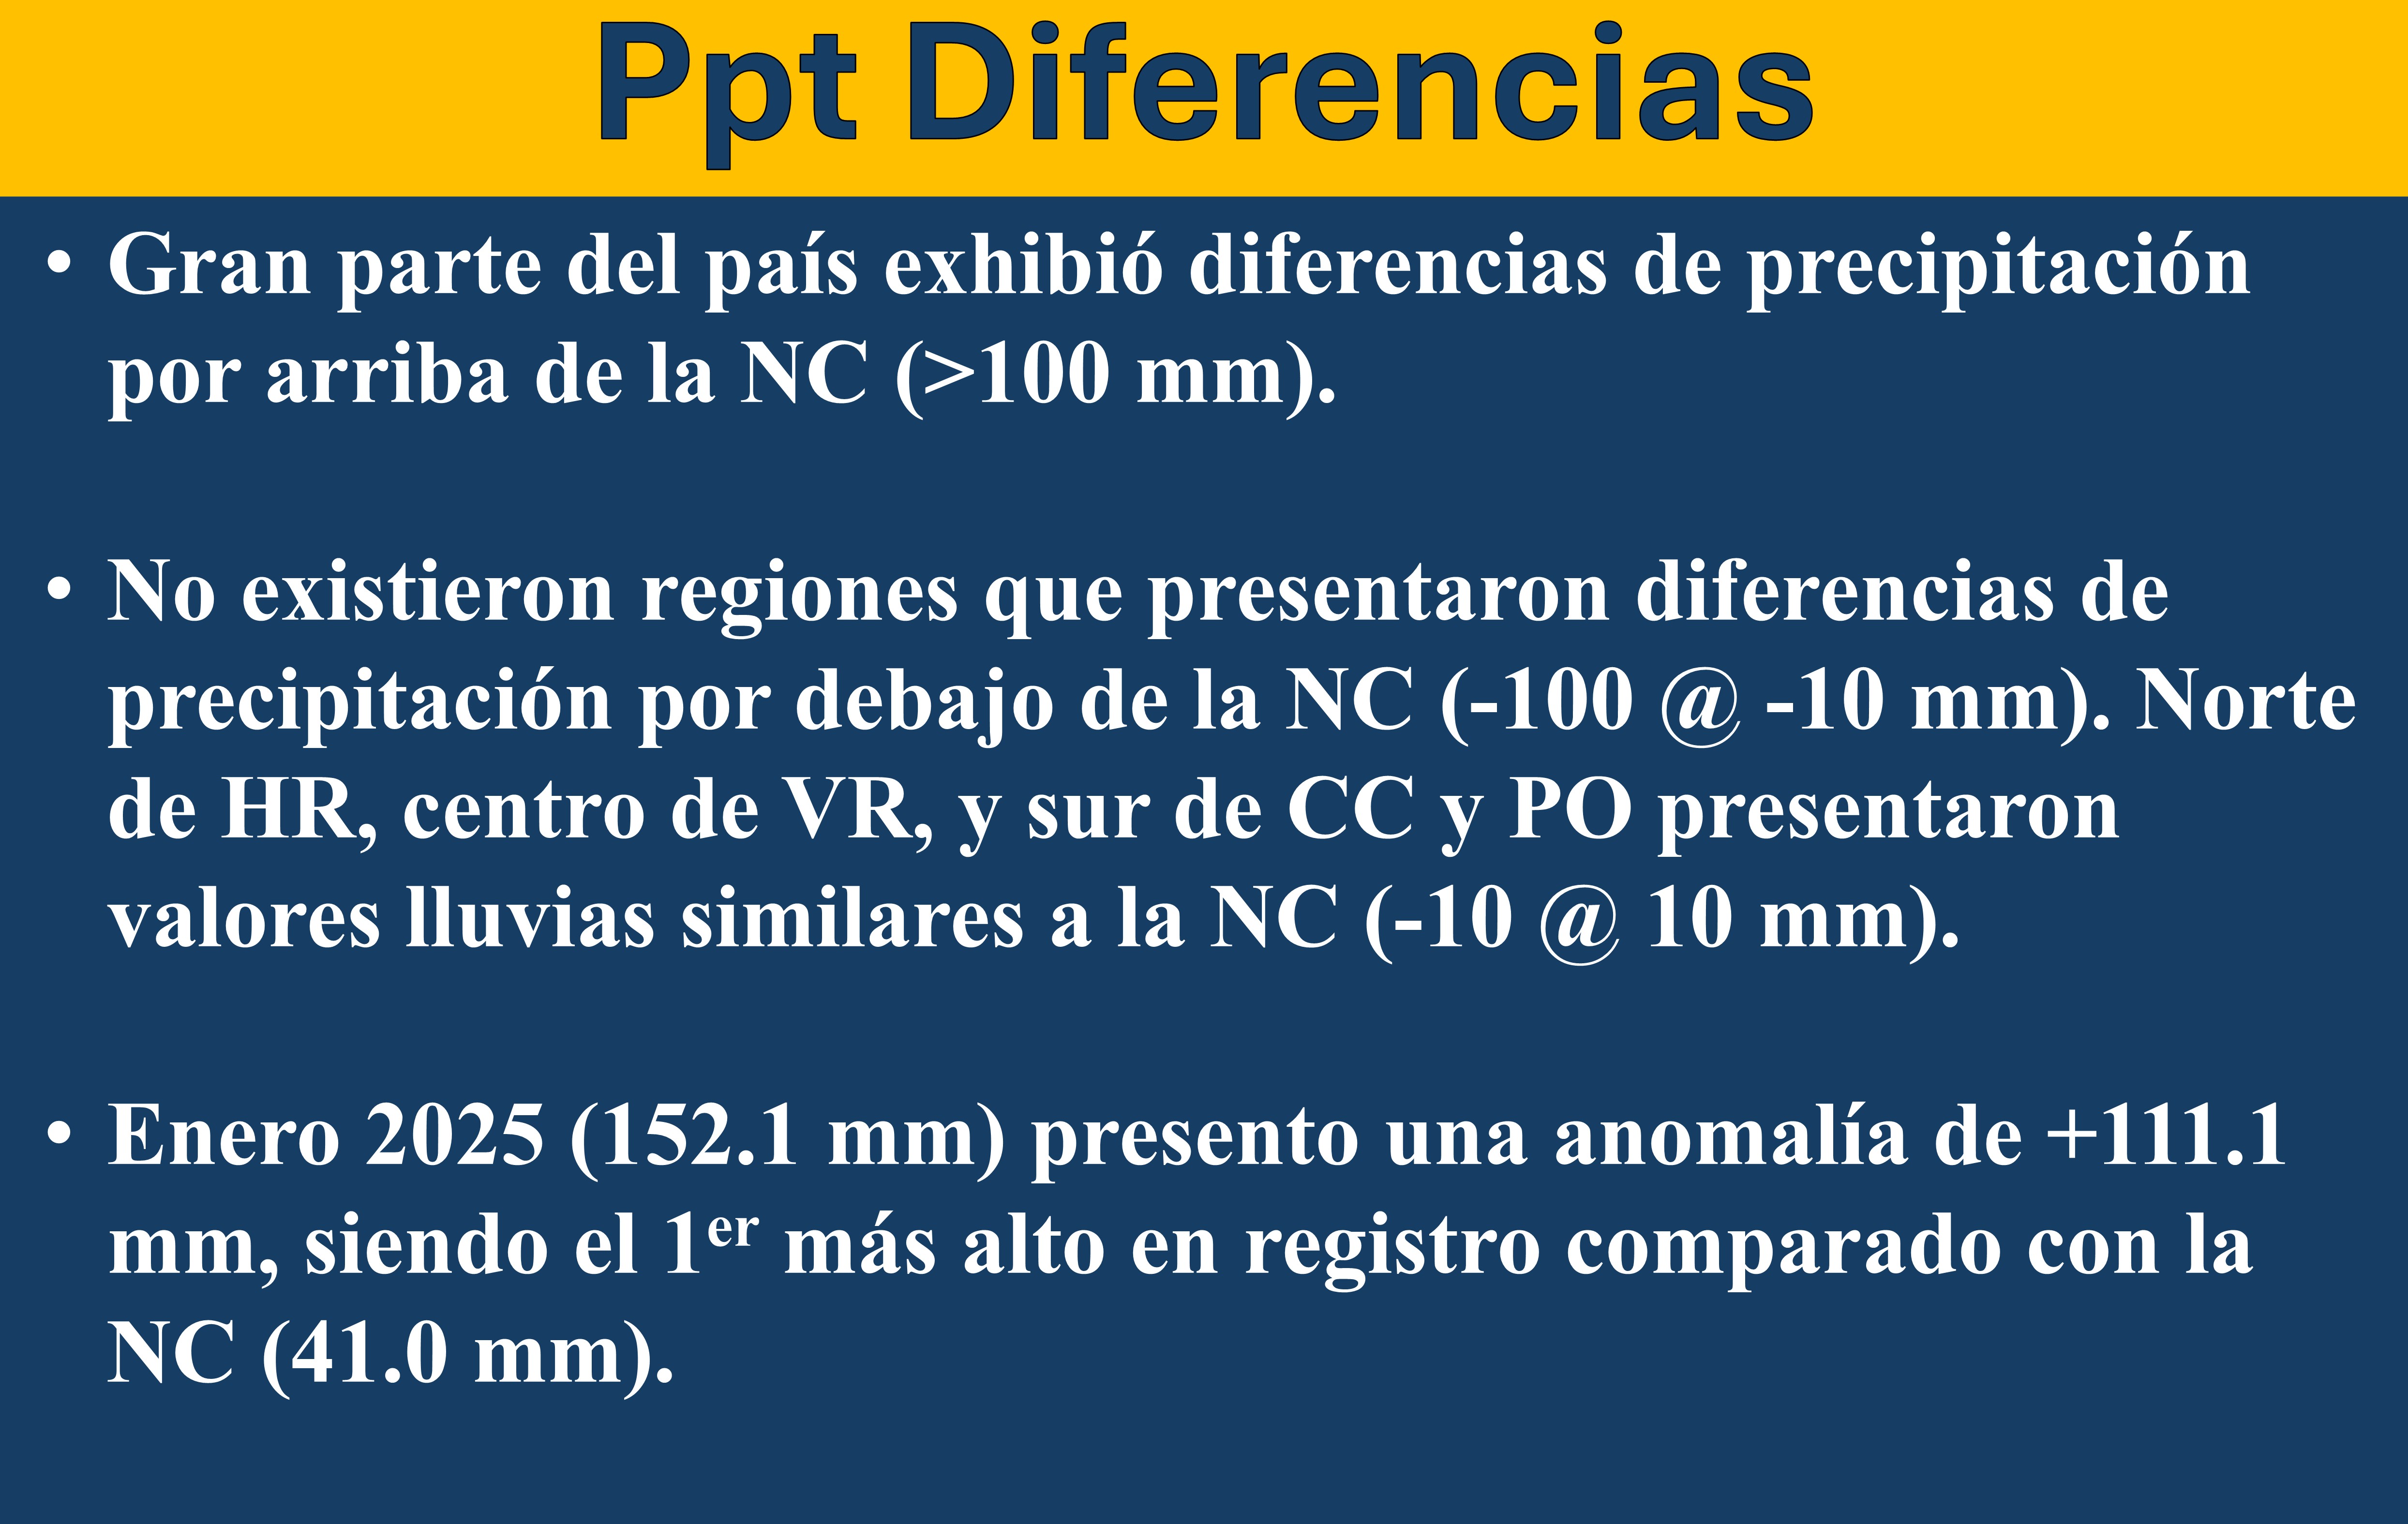 Ppt Diferencias
• Gran parte del país exhibió diferencias de precipitación
por arriba de la NC (>100 mm).
• No existieron regiones que presentaron diferencias de
precipitación por debajo de la NC (-100 @ -10 mm). Norte
de HR, centro de VR, y sur de CC y PO presentaron
valores lluvias similares a la NC (-10 @ 10 mm).
• Enero 2025 (152.1 mm) presento una anomalía de +111.1
mm, siendo el 1er más alto en registro comparado con la
NC (41.0 mm).